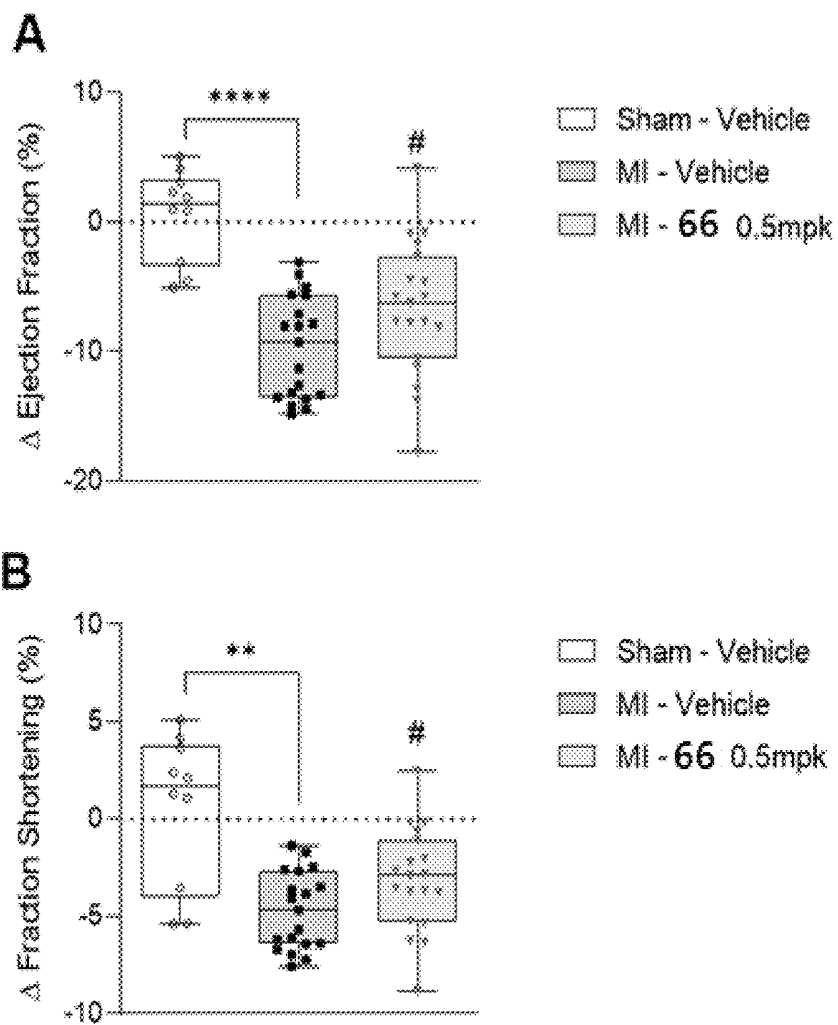 A
Δ Ejection Fraction (%)
10
0
-10
-20
****
#
Sham - Vehicle
MI - Vehicle
MI - 66 0.5mpk
B
Δ Fraction Shortening (%)
10
5
0
-5
-10
**
#
Sham - Vehicle
MI - Vehicle
MI - 66 0.5mpk